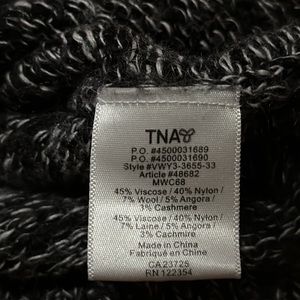 TNA
P.O. #4500031689
P.O. #4500031690
Style #VWY3-3655-33
Article #48682
MWC68
45% Viscose / 40% Nylon /
7% Wool / 5% Angora /
3% Cashmere
45% Viscose / 40% Nylon /
7% Laine / 5% Angora /
3% Cashmere
Made in China
Fabriqué en Chine
CA 23725
RN 122354